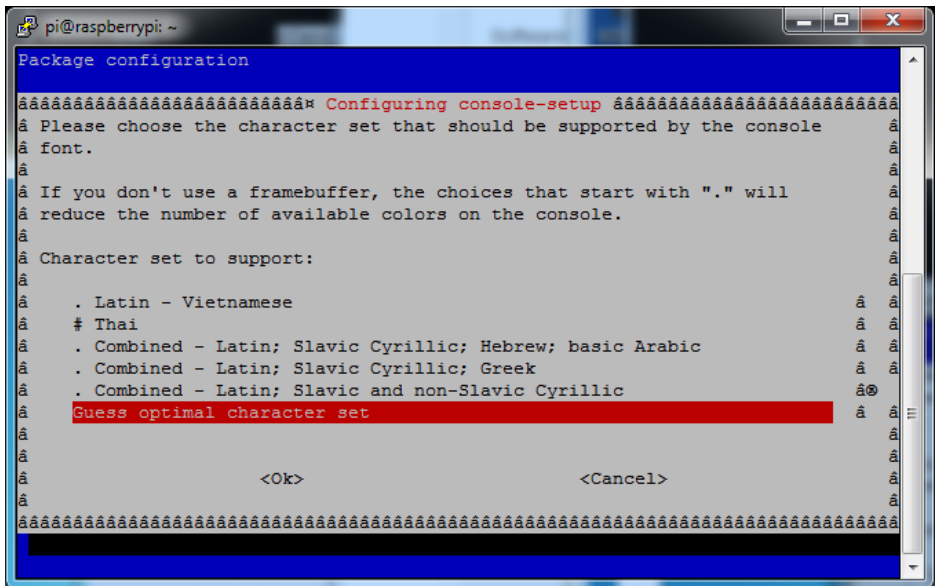 pi@raspberrypi: ~
Package configuration
ââââââââââââââââââââââââââ¤ Configuring console-setup ââââââââââââââââââââââââââ
â Please choose the character set that should be supported by the console â
â font. â
â â
â If you don't use a framebuffer, the choices that start with "." will â
â reduce the number of available colors on the console. â
â â
â Character set to support: â
â â
â . Latin - Vietnamese â â
â # Thai â â
â . Combined - Latin; Slavic Cyrillic; Hebrew; basic Arabic â â
â . Combined - Latin; Slavic Cyrillic; Greek â â
â . Combined - Latin; Slavic and non-Slavic Cyrillic â®
â Guess optimal character set â â
â â
â â
â <Ok> <Cancel> â
â â
ââââââââââââââââââââââââââââââââââââââââââââââââââââââââââââââââââââââââââââââââ